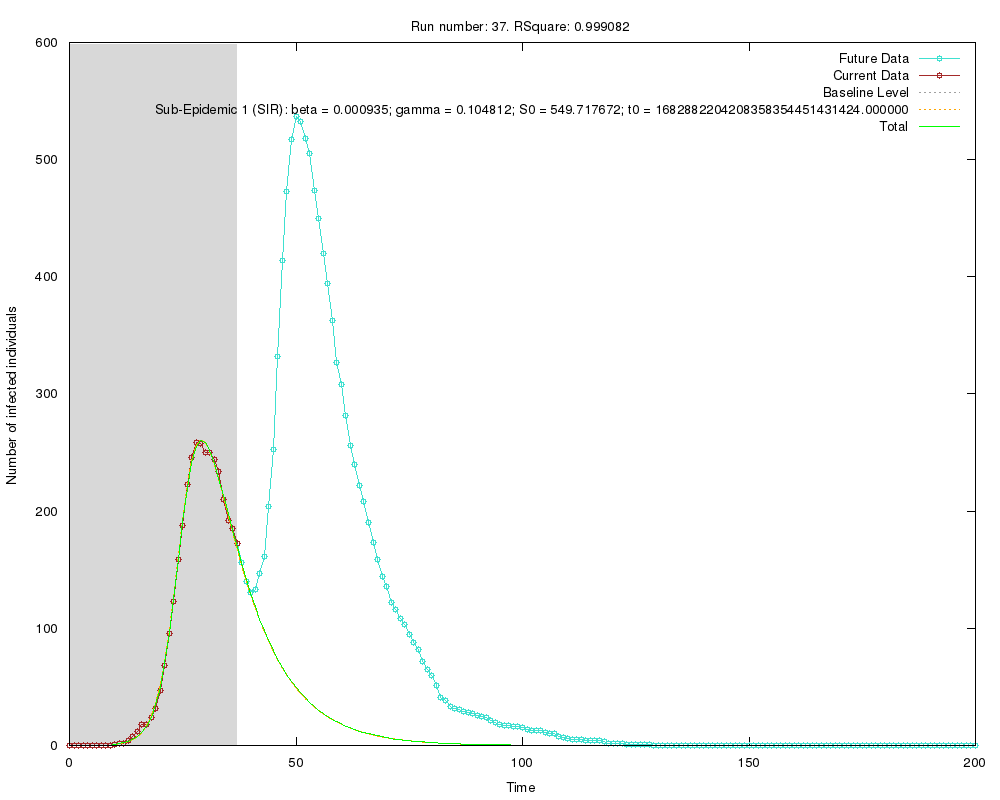 Run number: 37. RSquare: 0.999082
600
500
400
300
200
100
0
Number of infected individuals
Future Data
Current Data
Baseline Level
Sub-Epidemic 1 (SIR): beta = 0.000935; gamma = 0.104812; S0 = 549.717672; t0 = 1682882204208358354451431424.000000
Total
0 50 100 150 200
Time